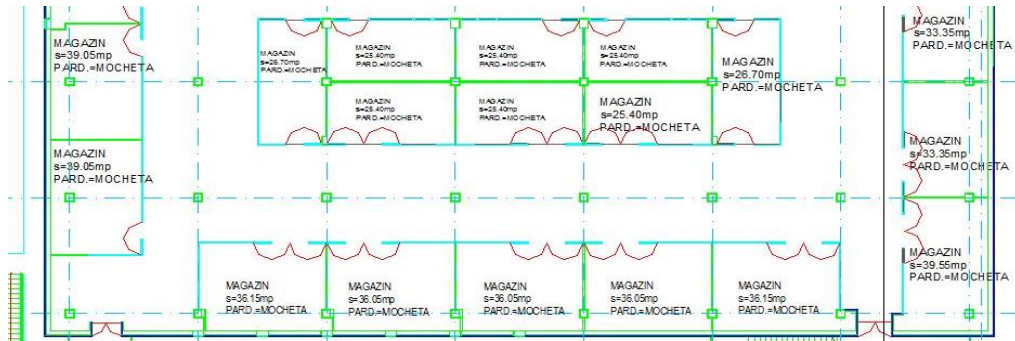 MAGAZIN
s=39.05mp
PARD.=MOCHETA
MAGAZIN
s=26.70mp
PARD.=MOCHETA
MAGAZIN
s=25.40mp
PARD.=MOCHETA
MAGAZIN
s=25.40mp
PARD.=MOCHETA
MAGAZIN
s=25.40mp
PARD.=MOCHETA
MAGAZIN
s=26.70mp
PARD.=MOCHETA
MAGAZIN
s=33.35mp
PARD.=MOCHETA
MAGAZIN
s=25.40mp
PARD.=MOCHETA
MAGAZIN
s=25.40mp
PARD.=MOCHETA
MAGAZIN
s=25.40mp
PARD.=MOCHETA
MAGAZIN
s=39.05mp
PARD.=MOCHETA
MAGAZIN
s=33.35mp
PARD.=MOCHETA
MAGAZIN
s=36.15mp
PARD.=MOCHETA
MAGAZIN
s=36.05mp
PARD.=MOCHETA
MAGAZIN
s=36.05mp
PARD.=MOCHETA
MAGAZIN
s=36.05mp
PARD.=MOCHETA
MAGAZIN
s=36.15mp
PARD.=MOCHETA
MAGAZIN
s=39.55mp
PARD.=MOCHETA